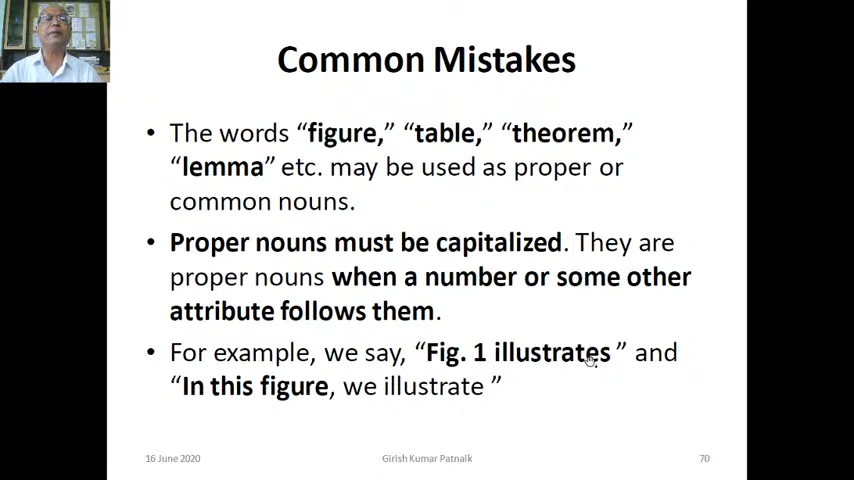 Common Mistakes
• The words “figure,” “table,” “theorem,”
“lemma” etc. may be used as proper or
common nouns.
• Proper nouns must be capitalized. They are
proper nouns when a number or some other
attribute follows them.
• For example, we say, “Fig. 1 illustrates ” and
“In this figure, we illustrate ”
16 June 2020
Girish Kumar Patnaik
70